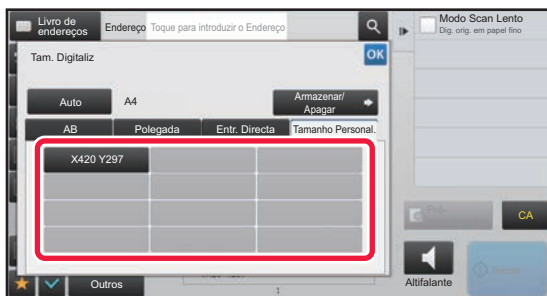 Livro de
endereços
Endereço
Toque para introduzir o Endereço
Modo Scan Lento
Dig. orig. em papel fino
Tam. Digitaliz
OK
Auto
A4
Armazenar/
Apagar
AB
Polegada
Entr. Directa
Tamanho Personal.
X420 Y297
CA
Outros
Altifalante
Iniciar